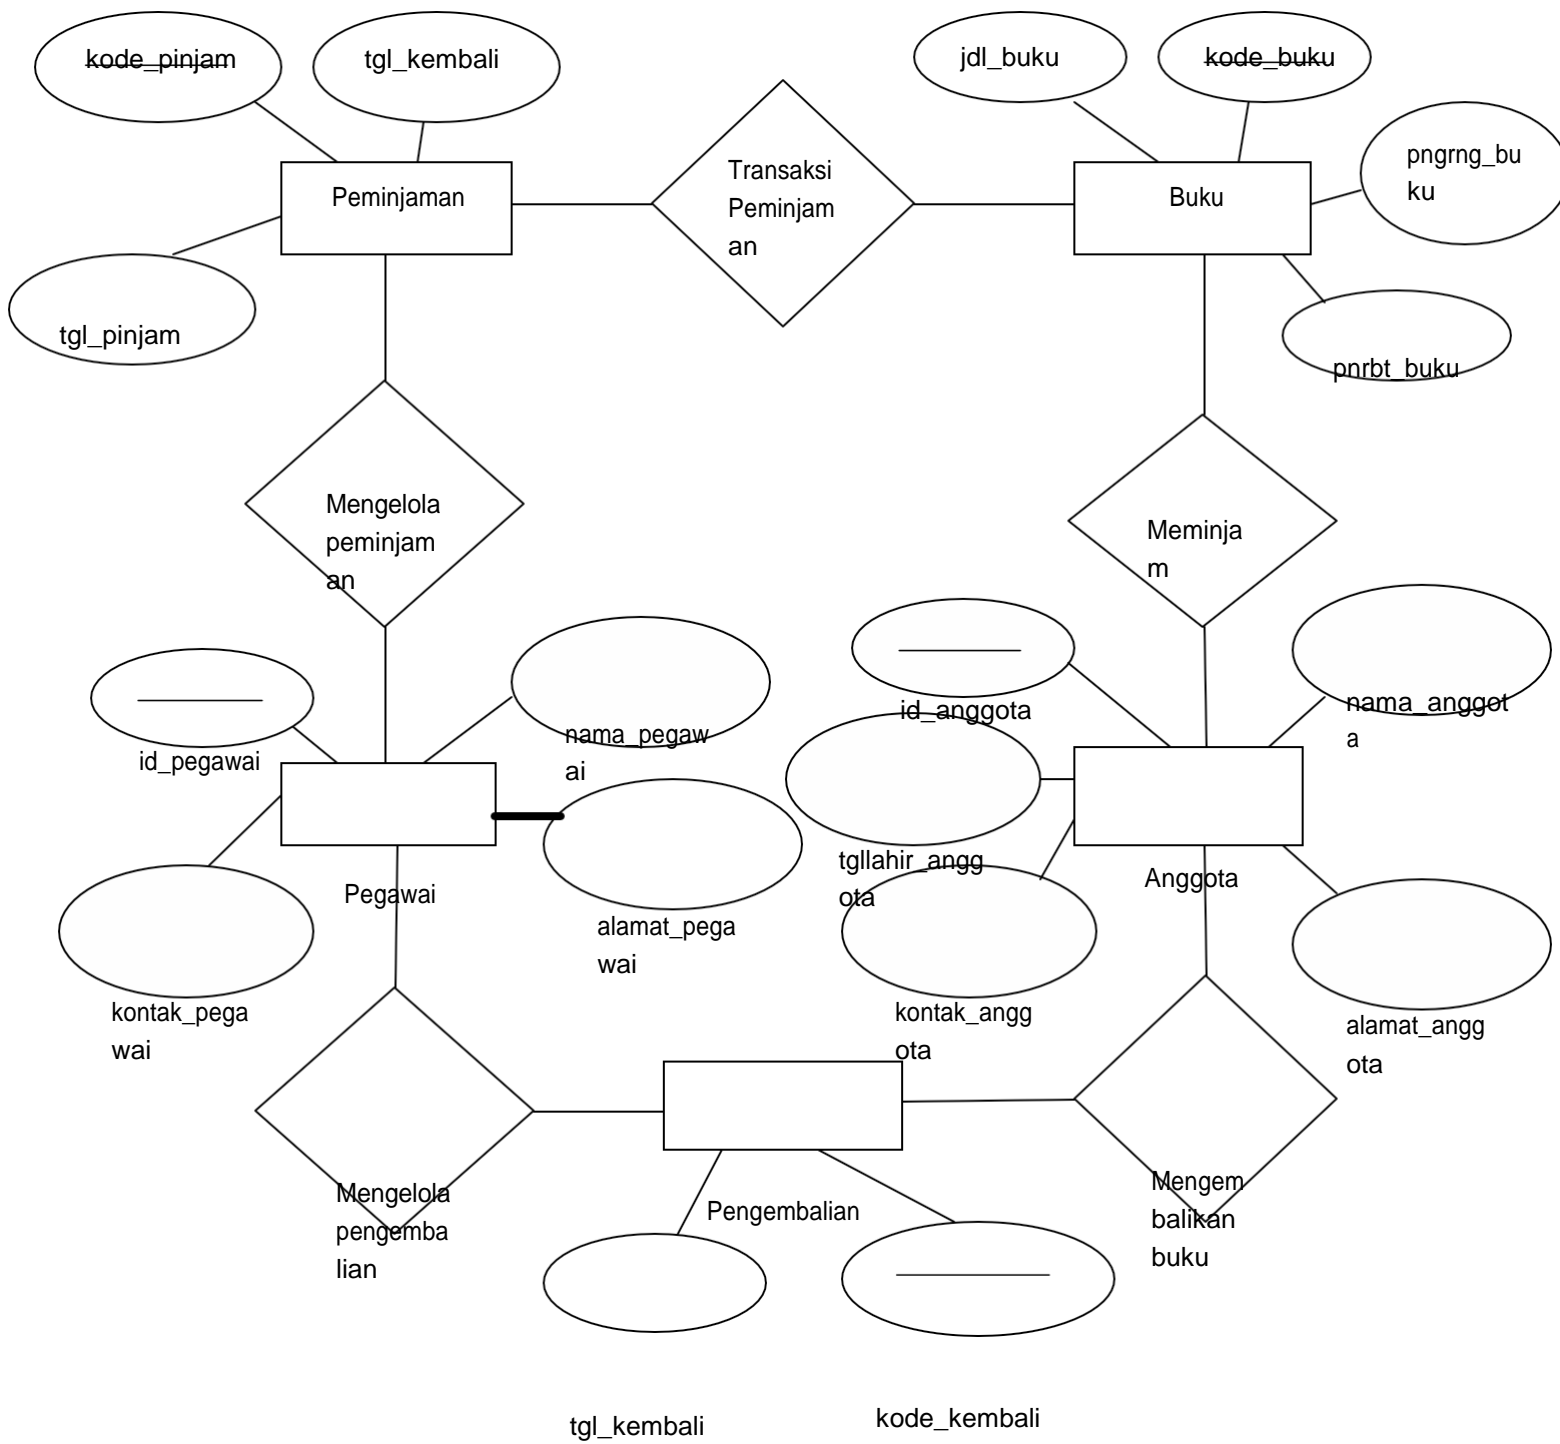 kode_pinjam
tgl_kembali
jdl_buku
kode_buku
Peminjaman
Transaksi
Peminjam
an
Buku
pngrng_bu
ku
tgl_pinjam
pnrbt_buku
Mengelola
peminjam
an
Meminja
m
id_pegawai
nama_pegaw
ai
id_anggota
nama_anggot
a
Pegawai
alamat_pega
wai
tgllahir_angg
ota
Anggota
kontak_pega
wai
kontak_angg
ota
alamat_angg
ota
Mengelola
pengemba
lian
Pengembalian
Mengem
balikan
buku
tgl_kembali
kode_kembali